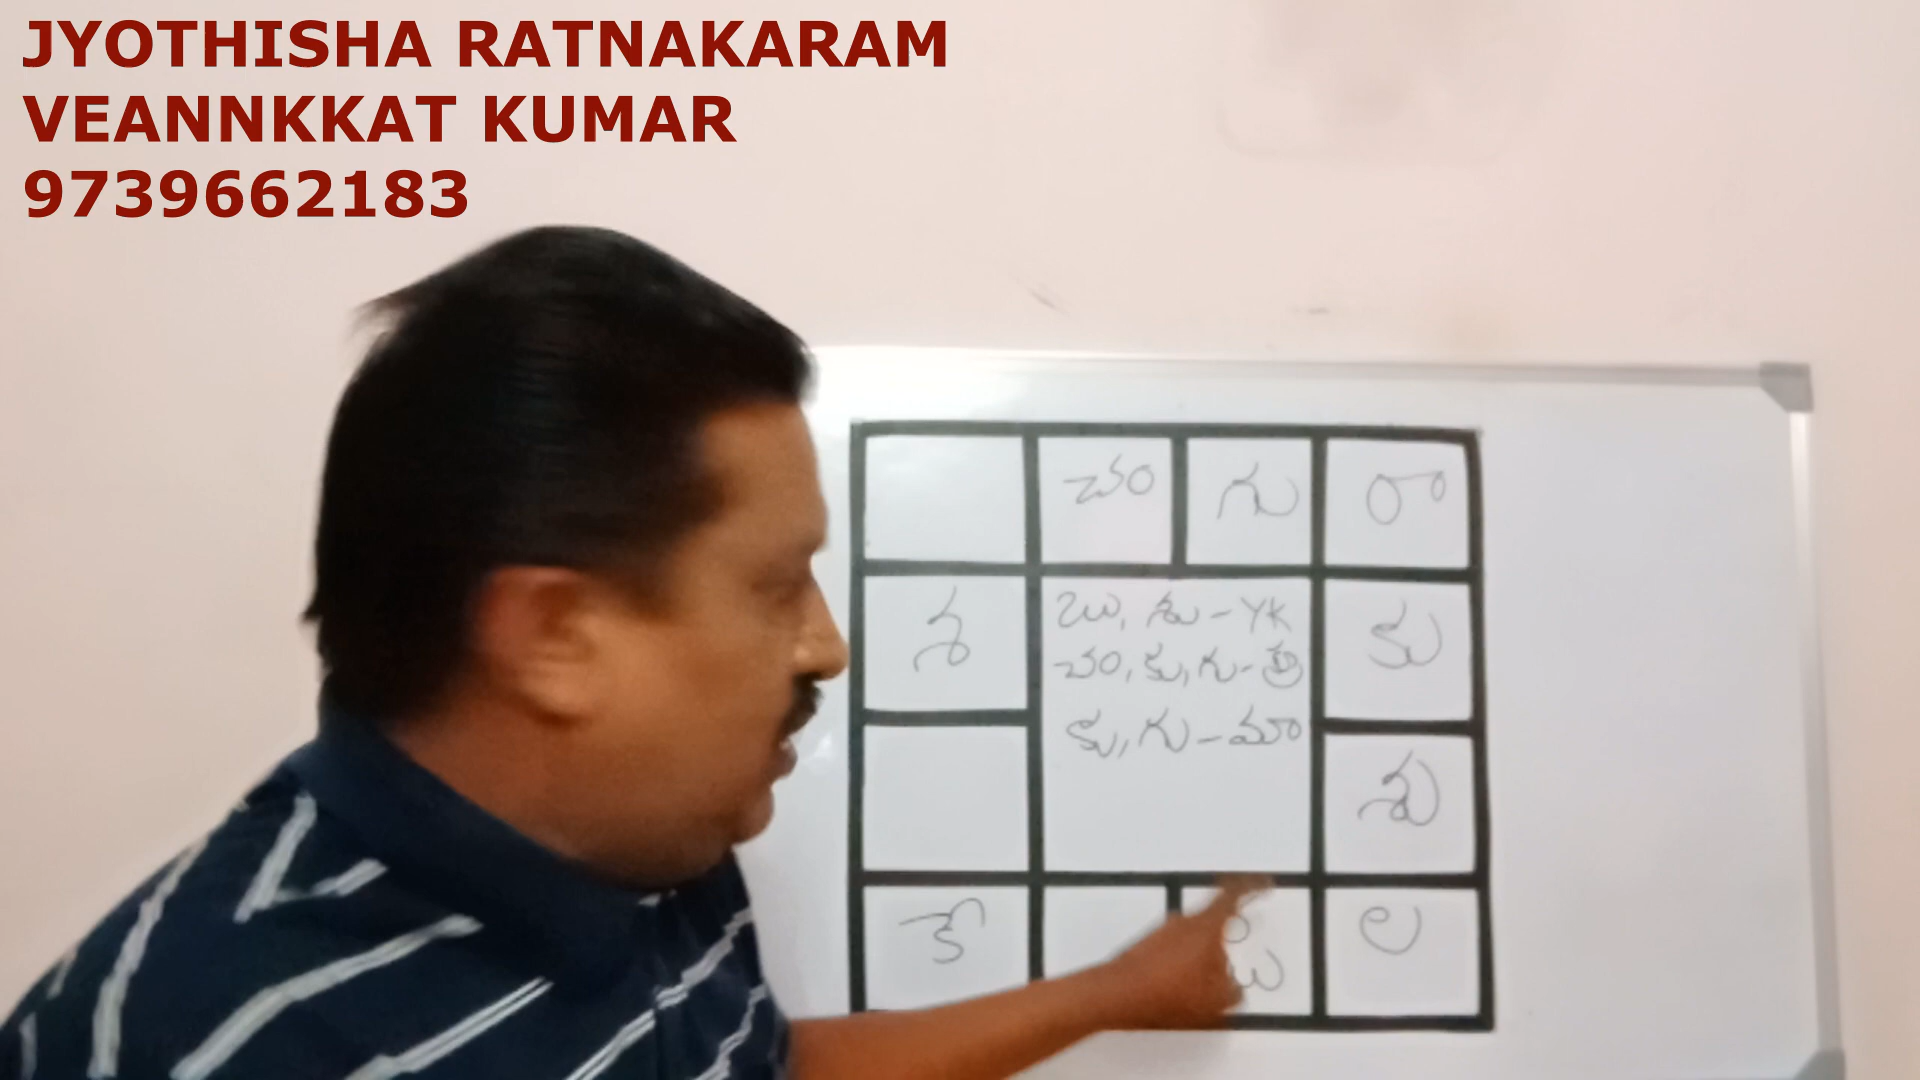 JYOTHISHA RATNAKARAM
VEANNKKAT KUMAR
9739662183
చం గు రా
శ
బు, శు - YK
చం, కు, గు - త్రి
కు, గు - మా
కు
శు
కే ల